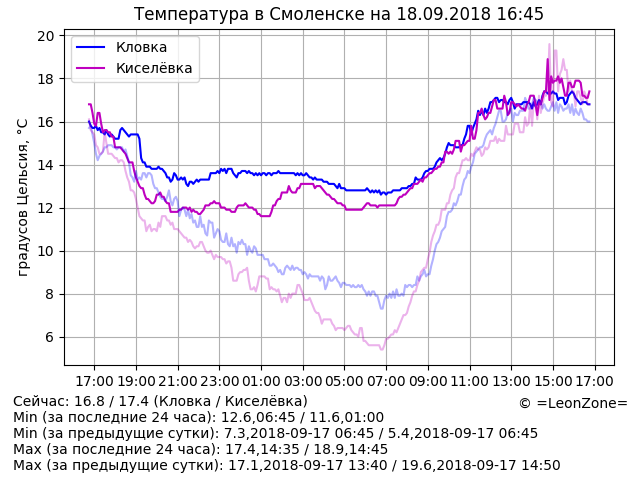 Температура в Смоленске на 18.09.2018 16:45
Кловка
Киселёвка
градусов Цельсия, °C
20
18
16
14
12
10
8
6
17:00 19:00 21:00 23:00 01:00 03:00 05:00 07:00 09:00 11:00 13:00 15:00 17:00
Сейчас: 16.8 / 17.4 (Кловка / Киселёвка)
© =LeonZone=
Min (за последние 24 часа): 12.6,06:45 / 11.6,01:00
Min (за предыдущие сутки): 7.3,2018-09-17 06:45 / 5.4,2018-09-17 06:45
Max (за последние 24 часа): 17.4,14:35 / 18.9,14:45
Max (за предыдущие сутки): 17.1,2018-09-17 13:40 / 19.6,2018-09-17 14:50